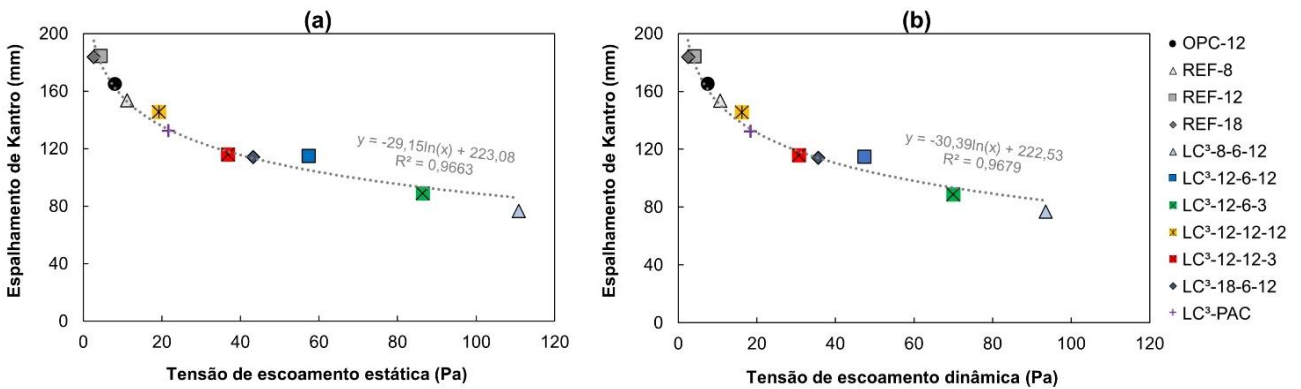 (a)
Espalhamento de Kantro (mm)
200
160
120
80
40
0
y = -29,15ln(x) + 223,08
R² = 0,9663
0 20 40 60 80 100 120
Tensão de escoamento estática (Pa)
(b)
Espalhamento de Kantro (mm)
200
160
120
80
40
0
y = -30,39ln(x) + 222,53
R² = 0,9679
0 20 40 60 80 100 120
Tensão de escoamento dinâmica (Pa)
OPC-12
REF-8
REF-12
REF-18
LC³-8-6-12
LC³-12-6-12
LC³-12-6-3
LC³-12-12-12
LC³-12-12-3
LC³-18-6-12
LC³-PAC